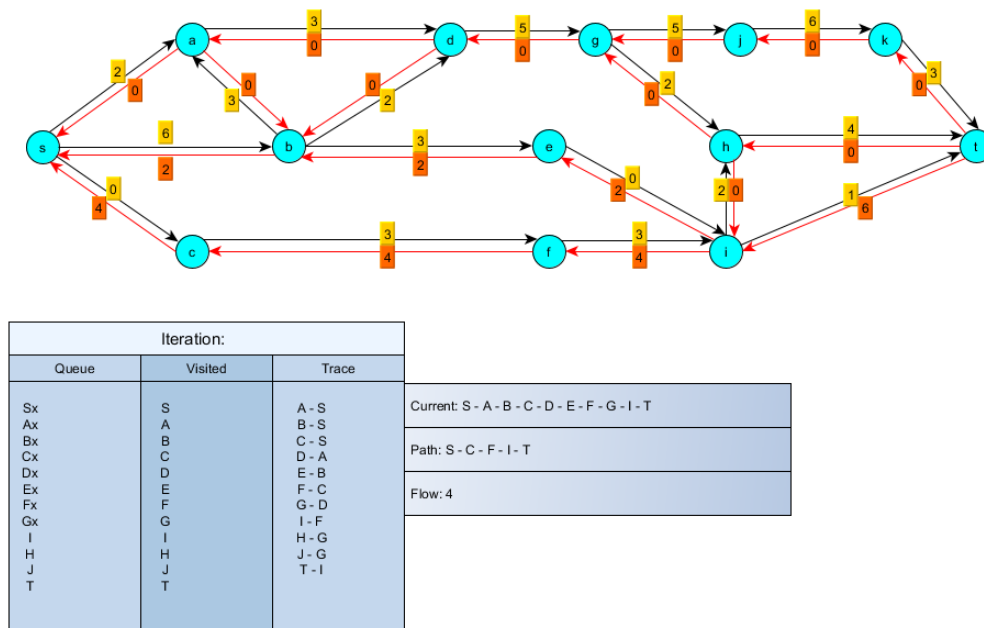 3
0
5
0
5
0
6
0
a
d
g
j
k
2
0
0
3
0
2
2
0
3
0
6
2
3
2
4
0
s
b
e
h
t
0
4
0
2
2
0
1
6
3
4
3
4
c
f
i
Iteration:
Queue Visited Trace
Sx S A - S
Ax A B - S
Bx B C - S
Cx C D - A
Dx D E - B
Ex E F - C
Fx F G - D
Gx G I - F
I I H - G
H H J - G
J J T - I
T T
Current: S - A - B - C - D - E - F - G - I - T
Path: S - C - F - I - T
Flow: 4